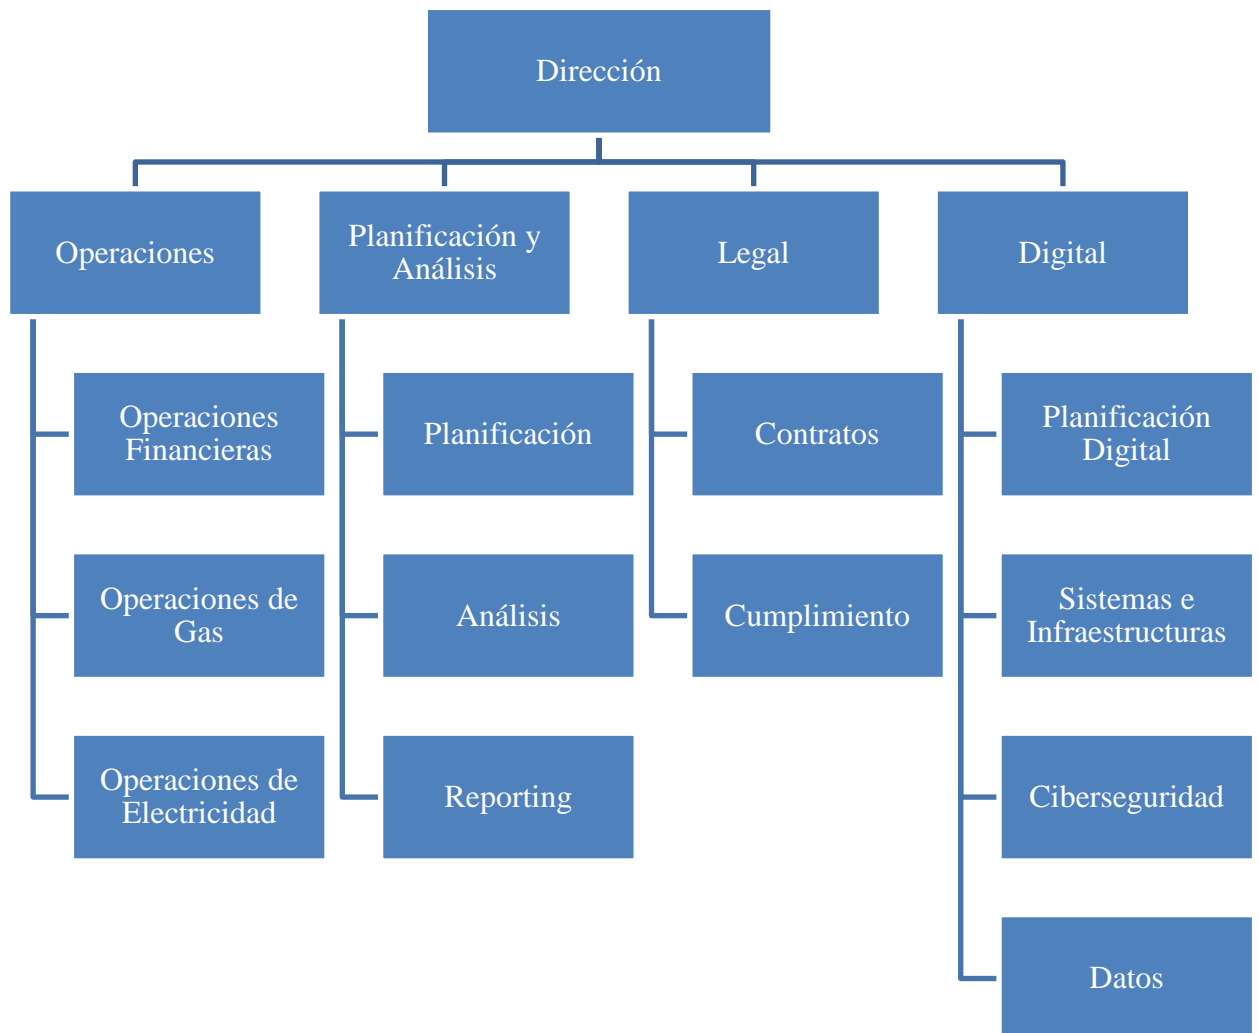 Dirección
Operaciones
Planificación y
Análisis
Legal
Digital
Operaciones
Financieras
Planificación
Contratos
Planificación
Digital
Operaciones de
Gas
Análisis
Cumplimiento
Sistemas e
Infraestructuras
Operaciones de
Electricidad
Reporting
Ciberseguridad
Datos